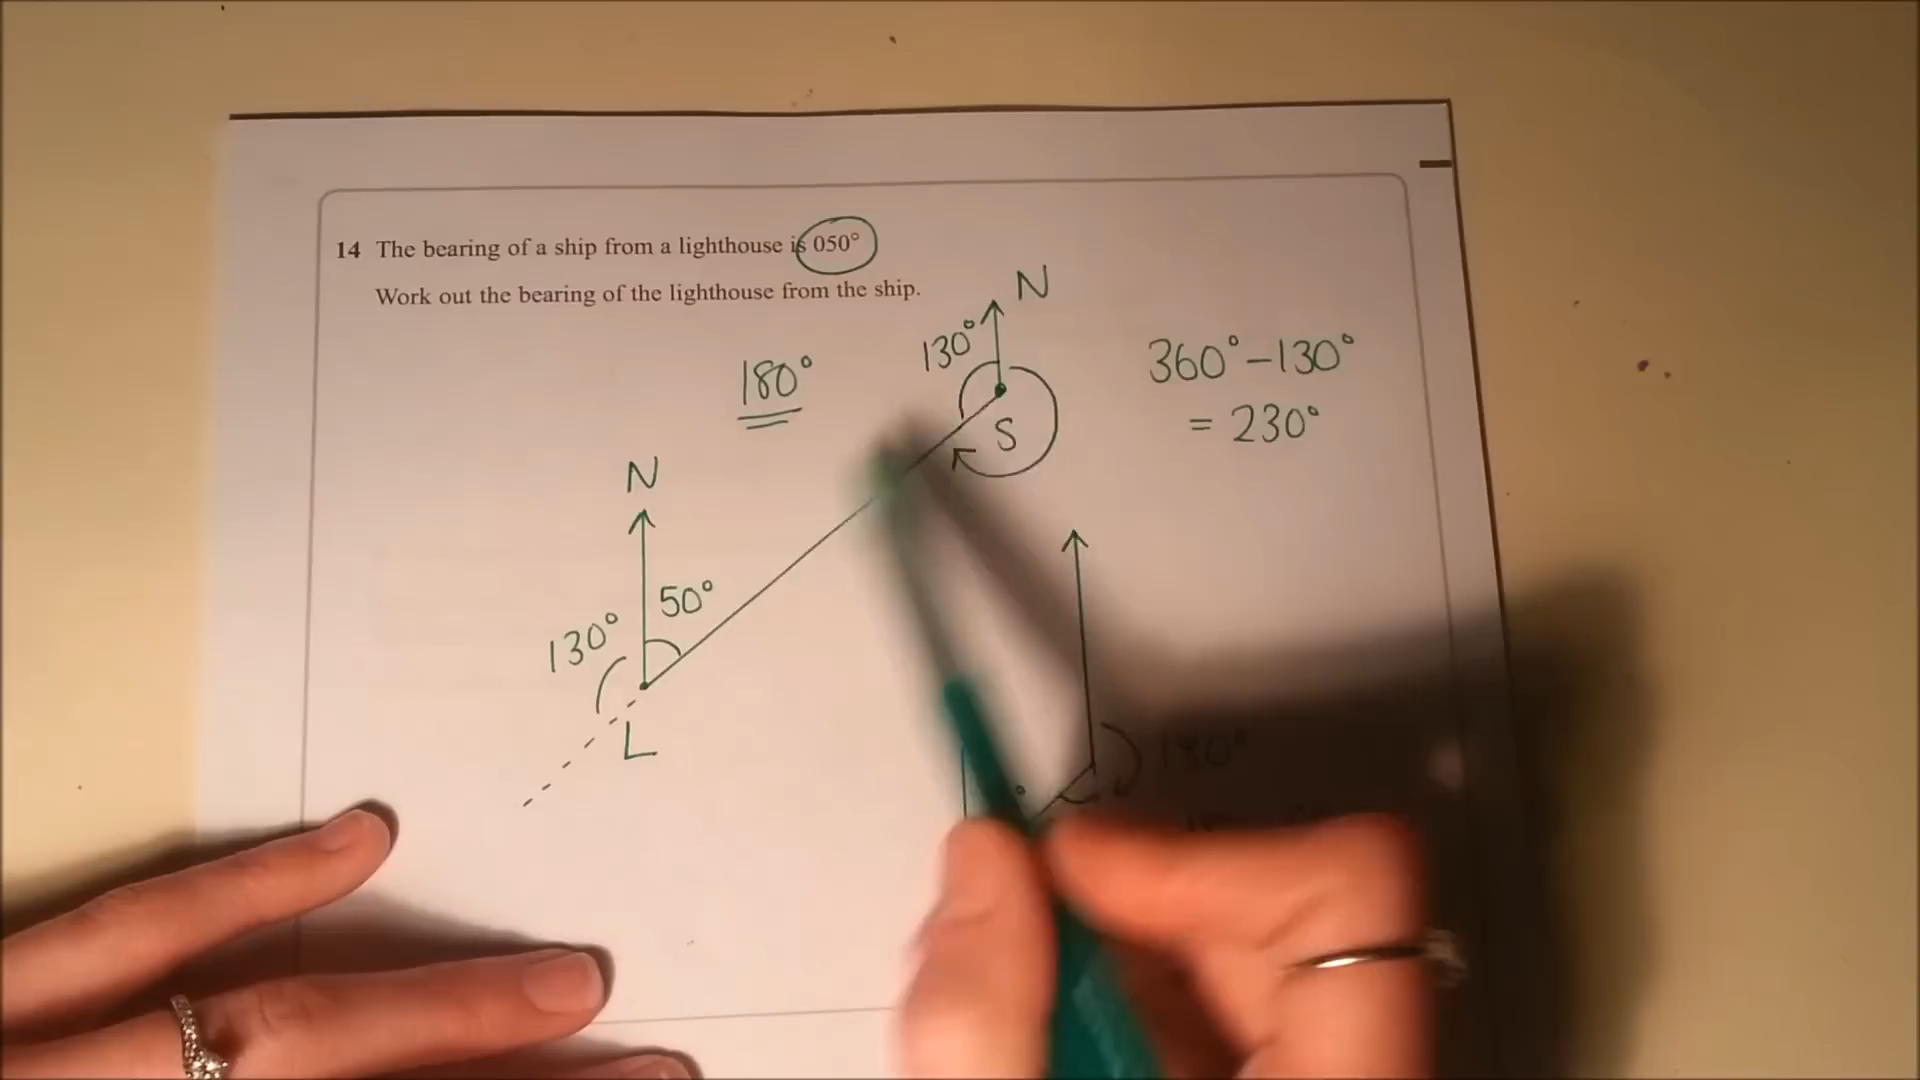 14 The bearing of a ship from a lighthouse is 050°
Work out the bearing of the lighthouse from the ship.
N
130°
180°
360° – 130°
= 230°
S
N
50°
130°
L
180°